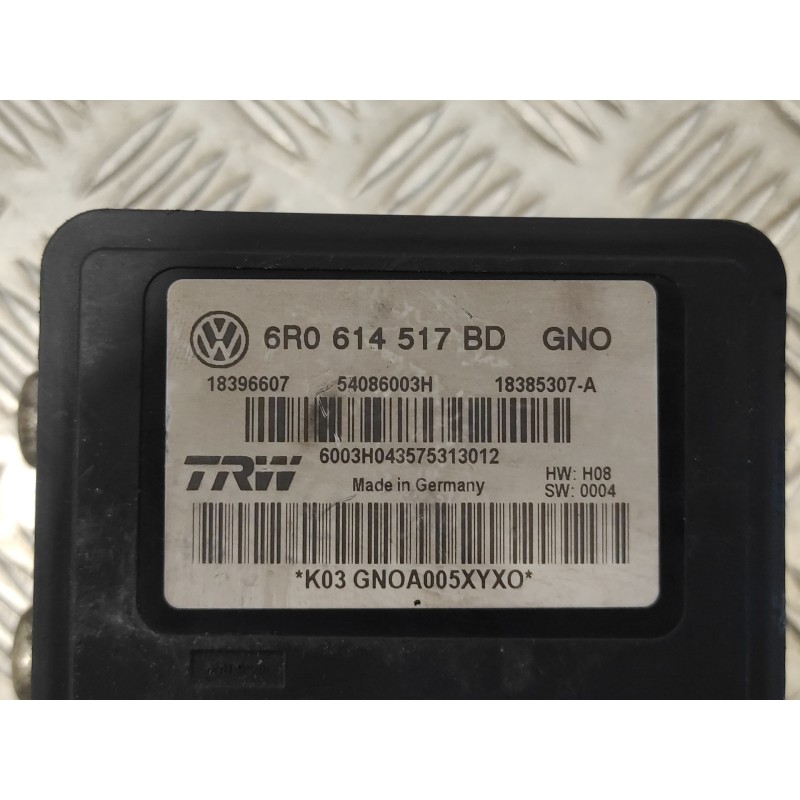 6R0 614 517 BD GNO
18396607 54086003H 18385307-A
6003H043575313012
TRW Made in Germany HW: H08
SW: 0004
*K03 GNOA005XYXO*